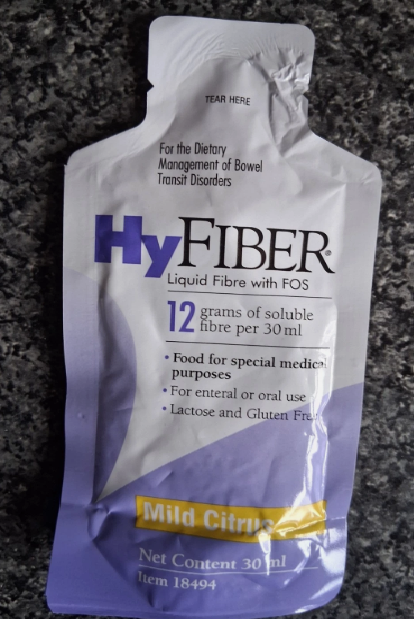 TEAR HERE
For the Dietary
Management of Bowel
Transit Disorders
HyFIBER®
Liquid Fibre with FOS
12 grams of soluble
fibre per 30 ml
• Food for special medical
purposes
• For enteral or oral use
• Lactose and Gluten Free
Mild Citrus
Net Content 30 ml
Item 18494